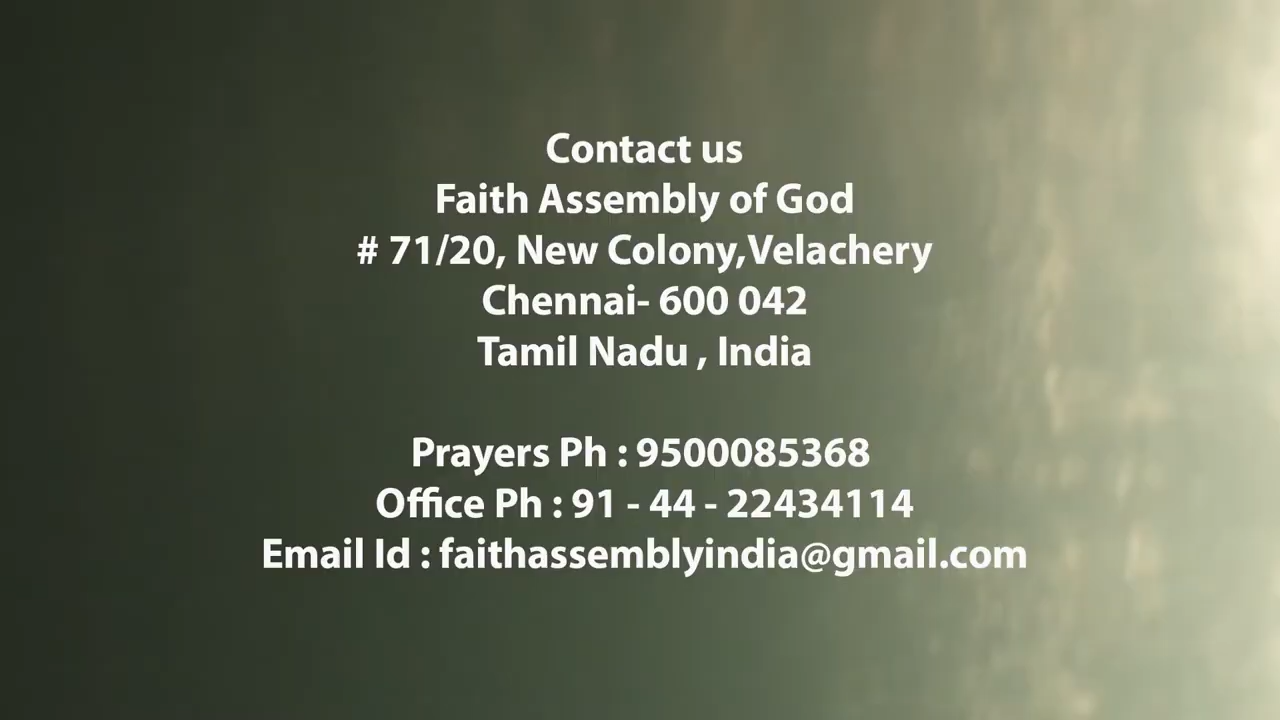 Contact us
Faith Assembly of God
# 71/20, New Colony,Velachery
Chennai- 600 042
Tamil Nadu , India
Prayers Ph : 9500085368
Office Ph : 91 - 44 - 22434114
Email Id : faithassemblyindia@gmail.com